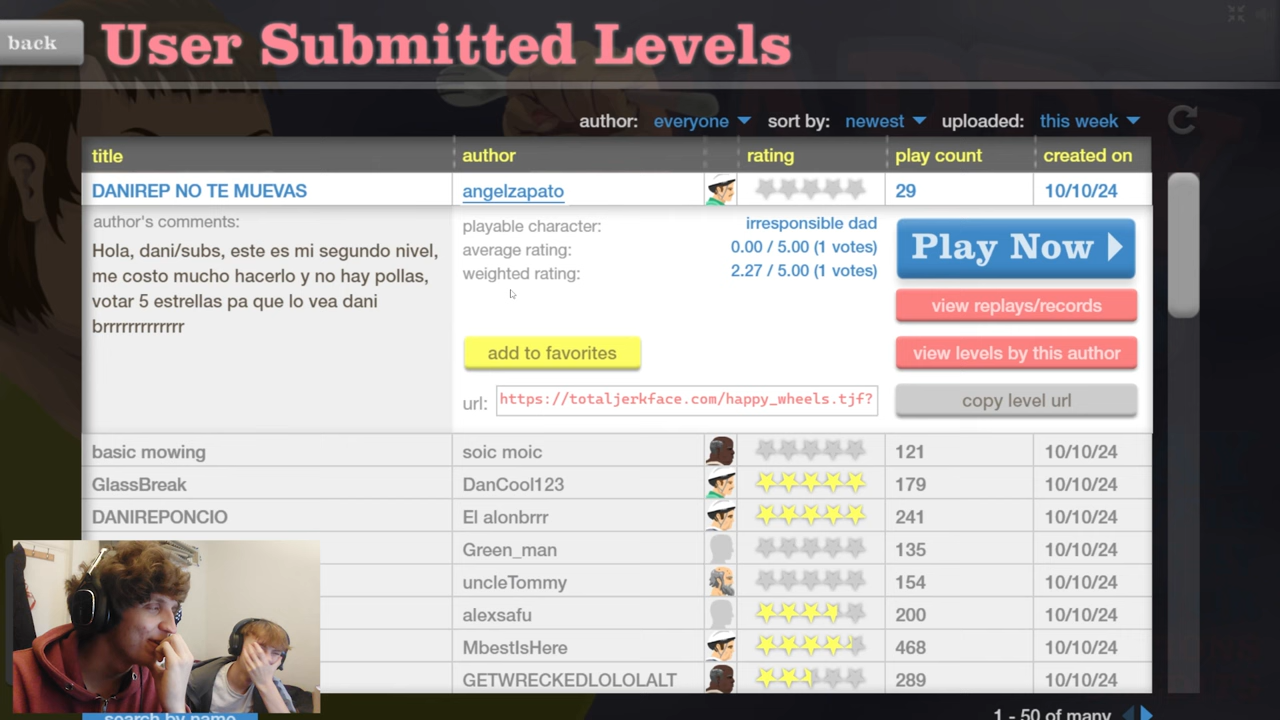 back
User Submitted Levels
author: everyone sort by: newest uploaded: this week
title author rating play count created on
DANIREP NO TE MUEVAS angelzapato 29 10/10/24
author's comments:
Hola, dani/subs, este es mi segundo nivel,
me costo mucho hacerlo y no hay pollas,
votar 5 estrellas pa que lo vea dani
brrrrrrrrrrrr
playable character: irresponsible dad
average rating: 0.00 / 5.00 (1 votes)
weighted rating: 2.27 / 5.00 (1 votes)
add to favorites
url: https://totaljerkface.com/happy_wheels.tjf?
Play Now
view replays/records
view levels by this author
copy level url
basic mowing soic moic 121 10/10/24
GlassBreak DanCool123 179 10/10/24
DANIREPONCIO El alonbrrr 241 10/10/24
Green_man 135 10/10/24
uncleTommy 154 10/10/24
alexsafu 200 10/10/24
MbestIsHere 468 10/10/24
GETWRECKEDLOLOLALT 289 10/10/24
search by name
1 - 50 of many